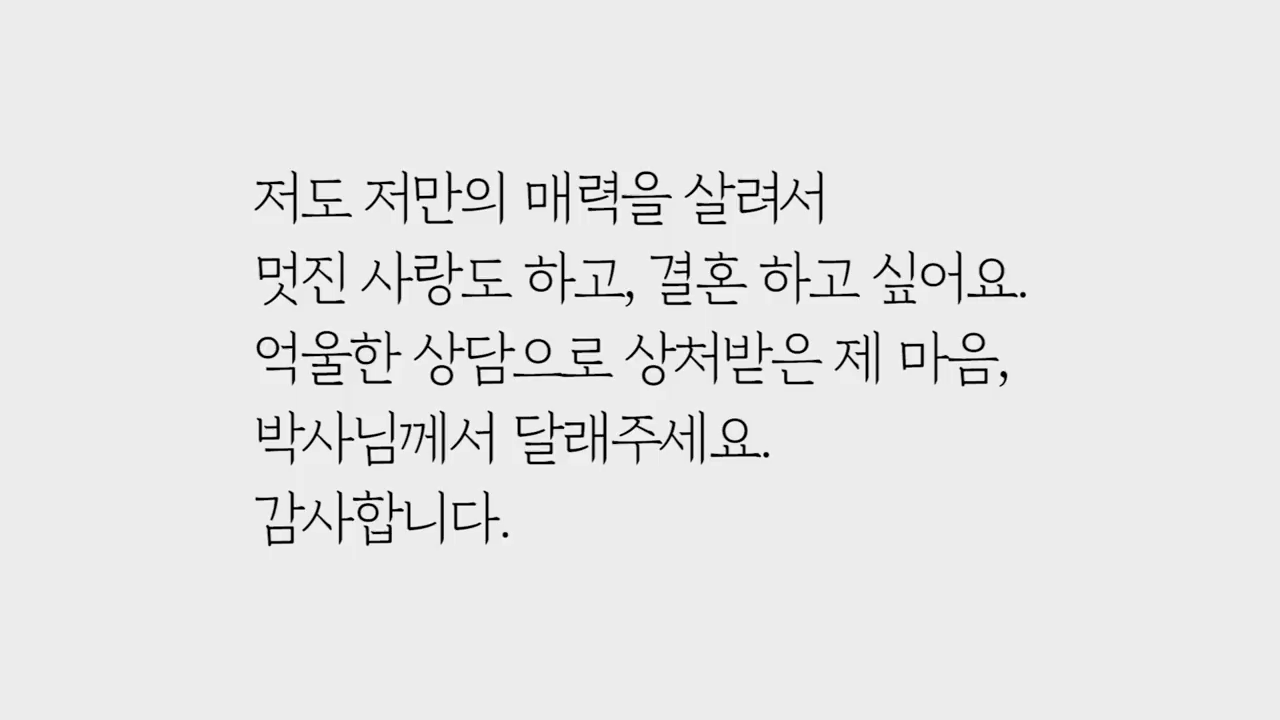 저도 저만의 매력을 살려서
멋진 사랑도 하고, 결혼 하고 싶어요.
억울한 상담으로 상처받은 제 마음,
박사님께서 달래주세요.
감사합니다.